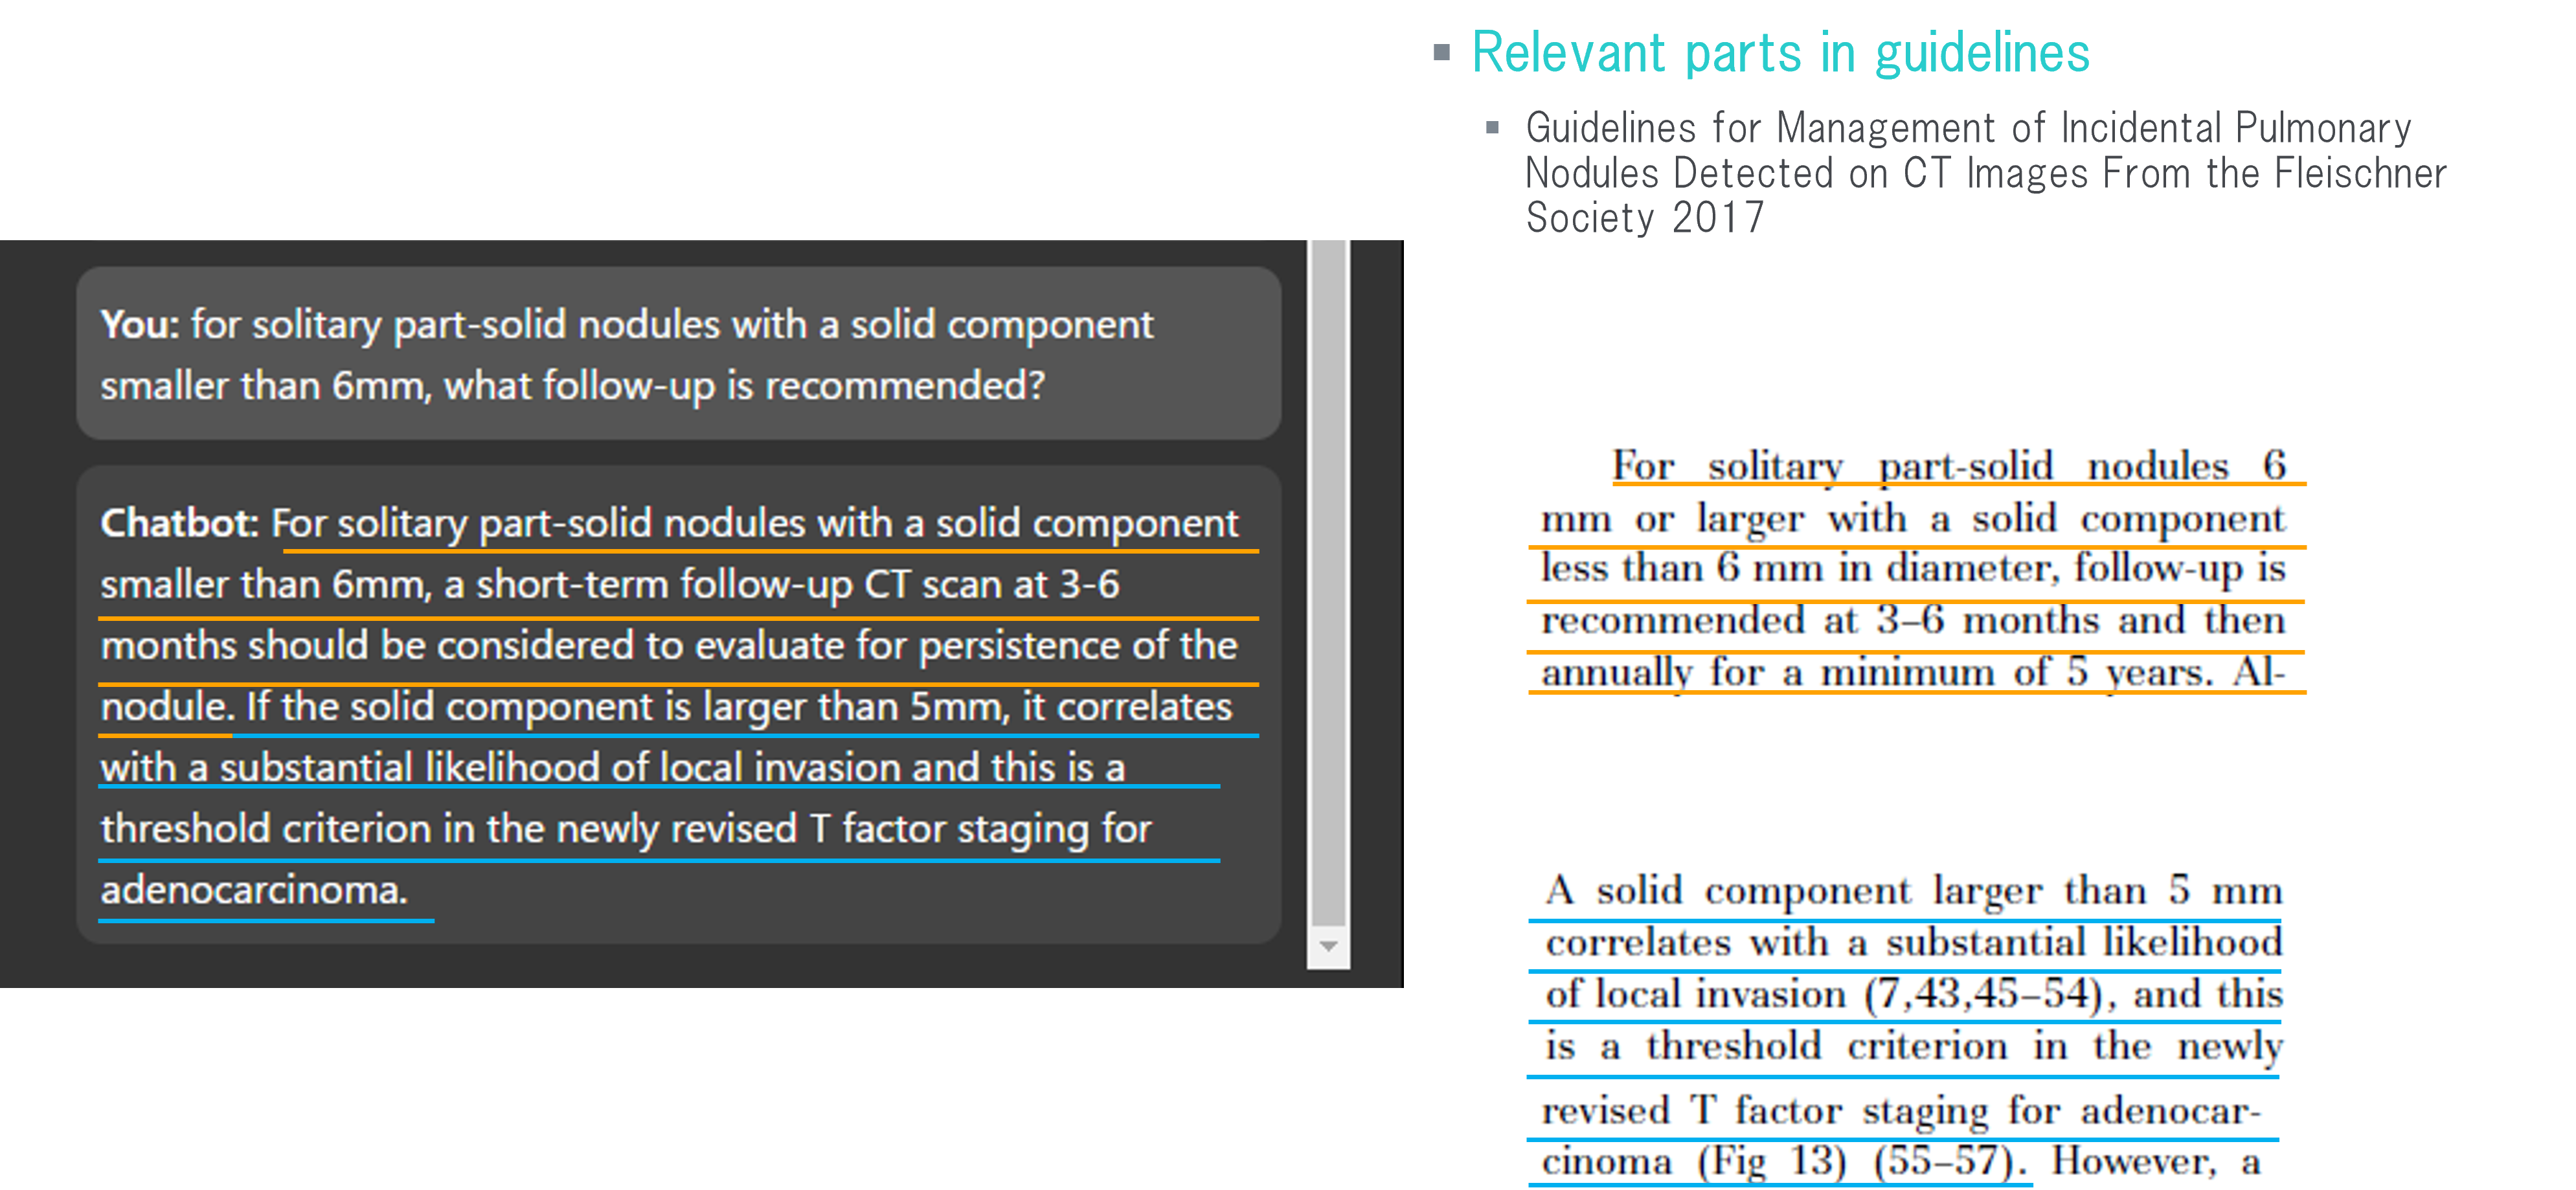 Relevant parts in guidelines
Guidelines for Management of Incidental Pulmonary
Nodules Detected on CT Images From the Fleischner
Society 2017
You: for solitary part-solid nodules with a solid component
smaller than 6mm, what follow-up is recommended?
Chatbot: For solitary part-solid nodules with a solid component
smaller than 6mm, a short-term follow-up CT scan at 3-6
months should be considered to evaluate for persistence of the
nodule. If the solid component is larger than 5mm, it correlates
with a substantial likelihood of local invasion and this is a
threshold criterion in the newly revised T factor staging for
adenocarcinoma.
For solitary part-solid nodules 6
mm or larger with a solid component
less than 6 mm in diameter, follow-up is
recommended at 3–6 months and then
annually for a minimum of 5 years. Al-
A solid component larger than 5 mm
correlates with a substantial likelihood
of local invasion (7,43,45–54), and this
is a threshold criterion in the newly
revised T factor staging for adenocar-
cinoma (Fig 13) (55–57). However, a